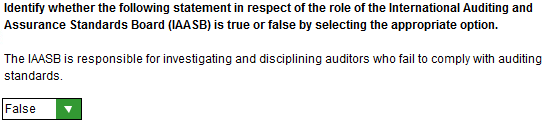 Identify whether the following statement in respect of the role of the International Auditing and
Assurance Standards Board (IAASB) is true or false by selecting the appropriate option.
The IAASB is responsible for investigating and disciplining auditors who fail to comply with auditing
standards.
False